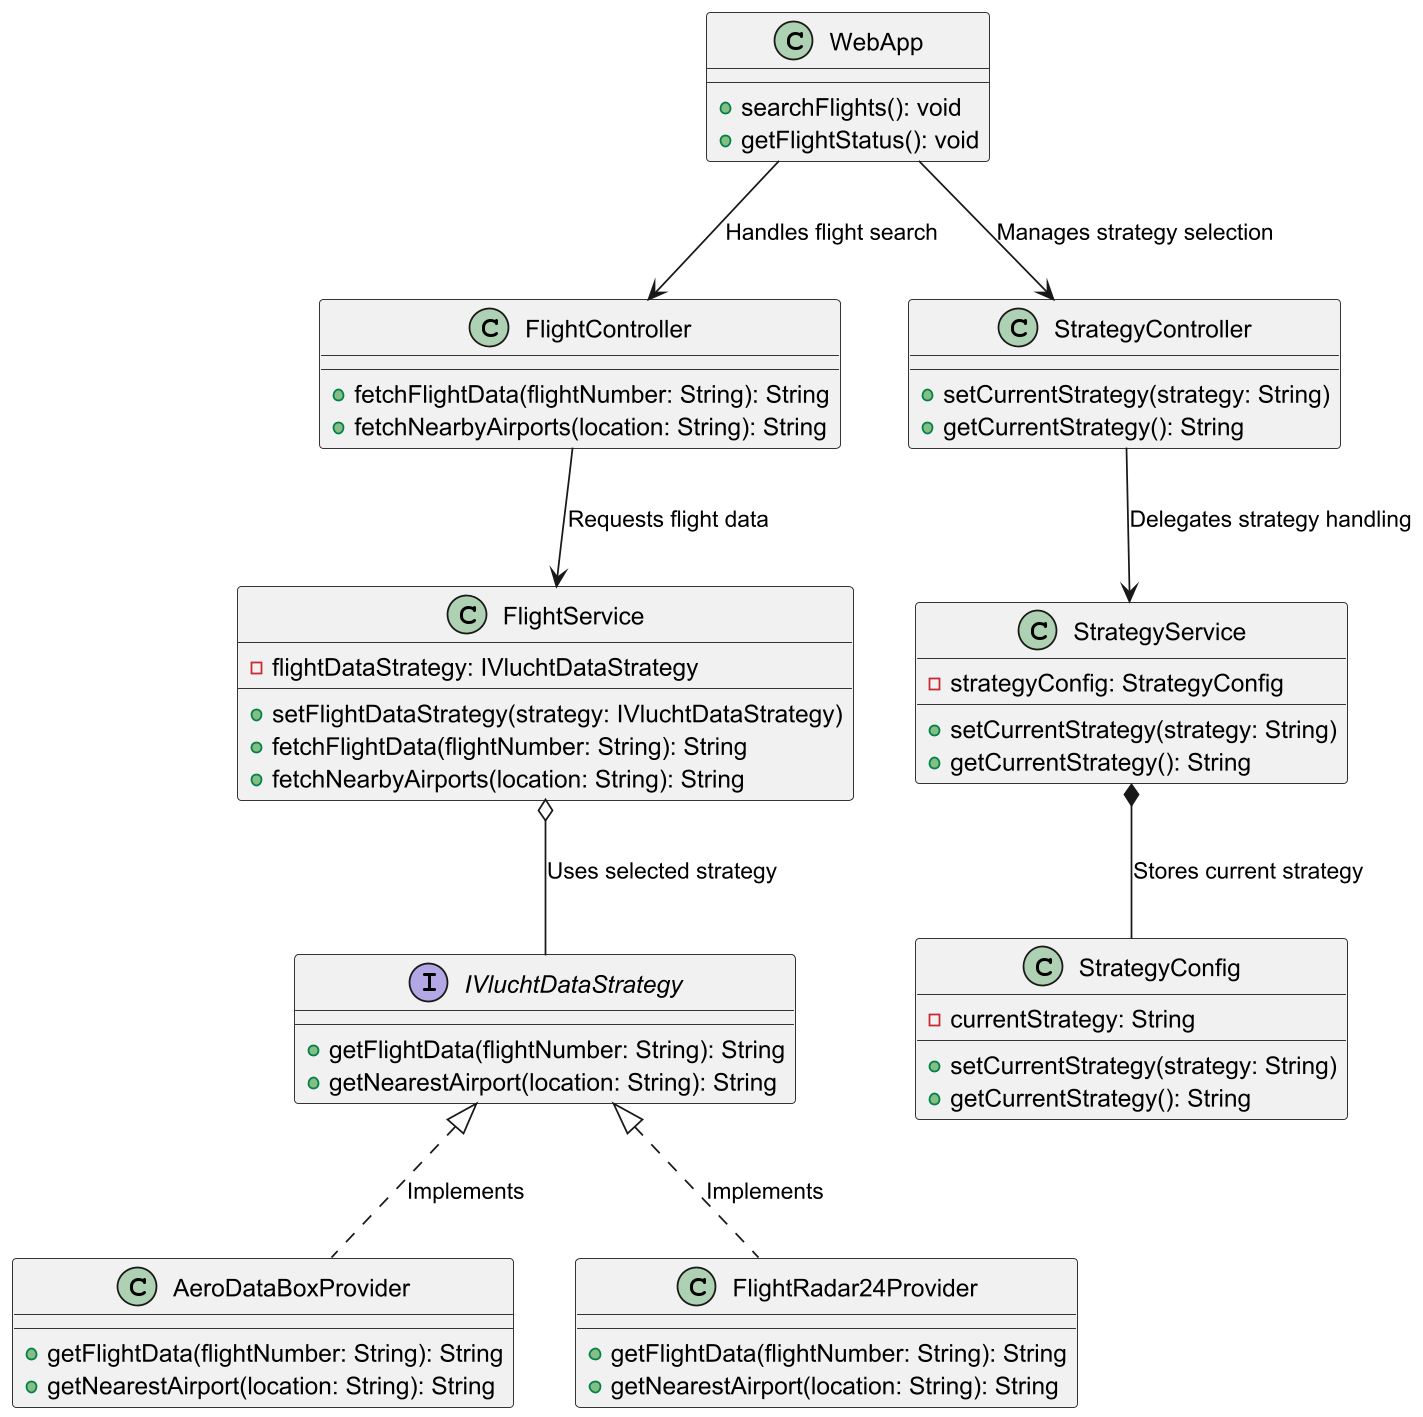 C WebApp
searchFlights(): void
getFlightStatus(): void
Handles flight search
Manages strategy selection
C FlightController
fetchFlightData(flightNumber: String): String
fetchNearbyAirports(location: String): String
C StrategyController
setCurrentStrategy(strategy: String)
getCurrentStrategy(): String
Requests flight data
Delegates strategy handling
C FlightService
flightDataStrategy: IVluchtDataStrategy
setFlightDataStrategy(strategy: IVluchtDataStrategy)
fetchFlightData(flightNumber: String): String
fetchNearbyAirports(location: String): String
C StrategyService
strategyConfig: StrategyConfig
setCurrentStrategy(strategy: String)
getCurrentStrategy(): String
Uses selected strategy
Stores current strategy
I IVluchtDataStrategy
getFlightData(flightNumber: String): String
getNearestAirport(location: String): String
C StrategyConfig
currentStrategy: String
setCurrentStrategy(strategy: String)
getCurrentStrategy(): String
Implements
Implements
C AeroDataBoxProvider
getFlightData(flightNumber: String): String
getNearestAirport(location: String): String
C FlightRadar24Provider
getFlightData(flightNumber: String): String
getNearestAirport(location: String): String